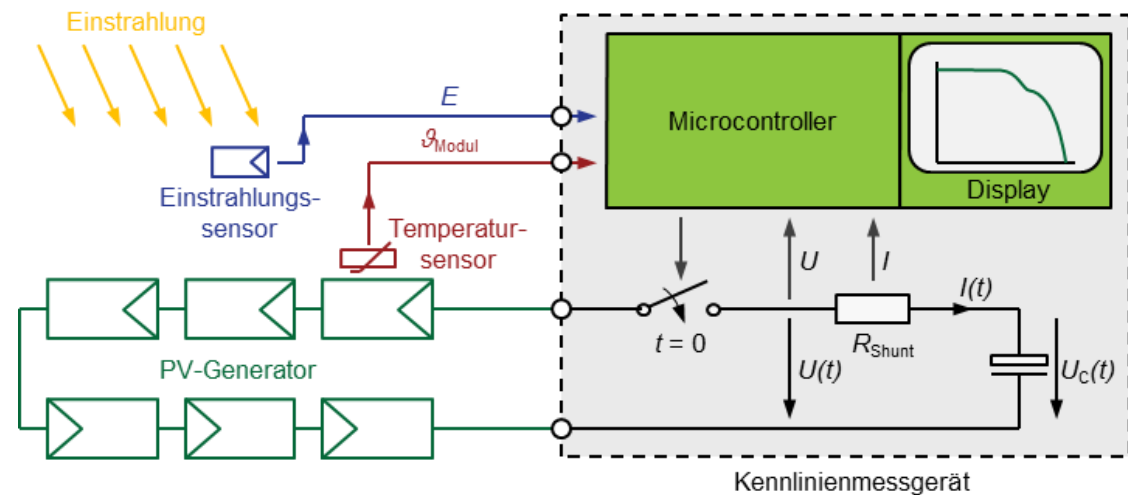 Einstrahlung
E
Microcontroller
ϑModul
Display
Einstrahlungs-
sensor
Temperatur-
sensor
U
I
I(t)
t = 0
RShunt
PV-Generator
U(t)
UC(t)
Kennlinienmessgerät